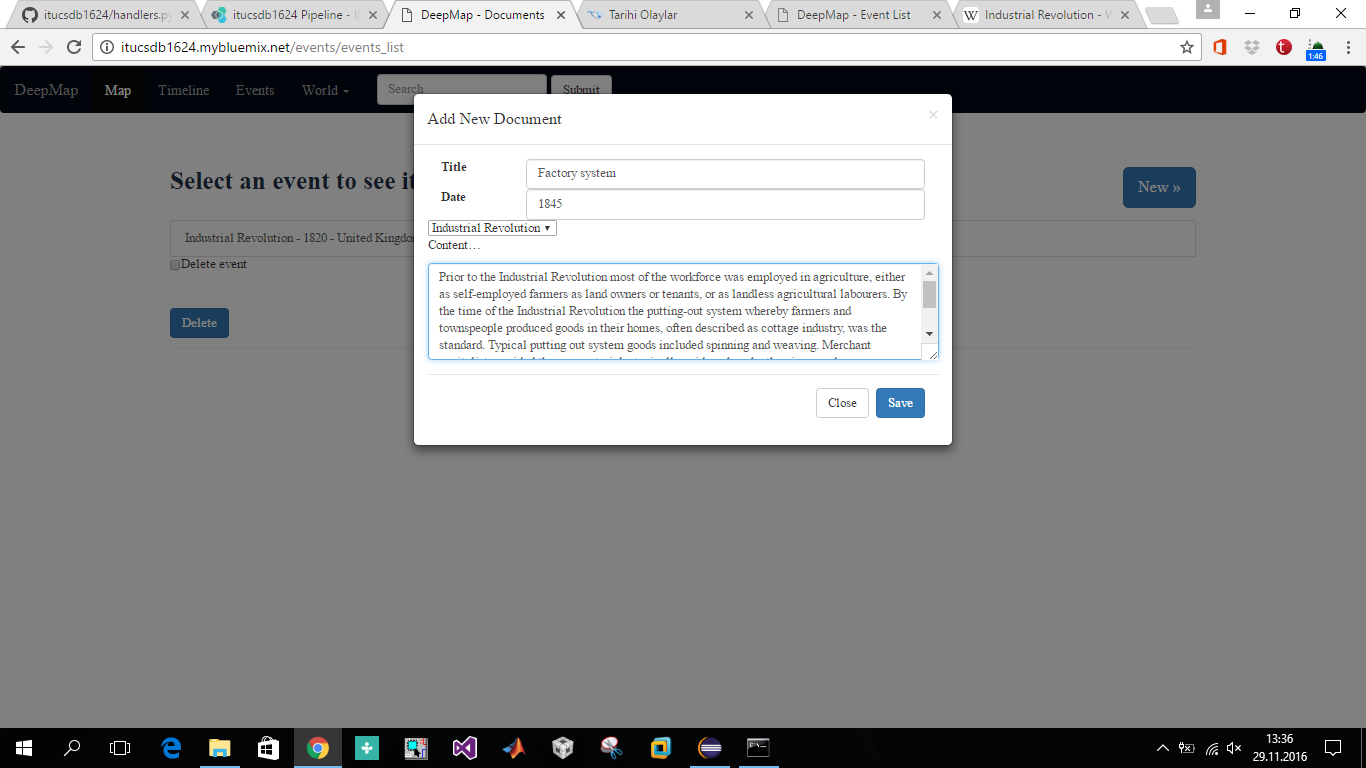 itucsdb1624/handlers.p
itucsdb1624 Pipeline -
DeepMap - Documents
Tarihi Olaylar
DeepMap - Event List
Industrial Revolution -
itucsdb1624.mybluemix.net/events/events_list
1:46
DeepMap Map Timeline Events World Search Submit
Add New Document
×
Title Factory system
Date 1845
Industrial Revolution
Content…
Prior to the Industrial Revolution most of the workforce was employed in agriculture, either
as self-employed farmers as land owners or tenants, or as landless agricultural labourers. By
the time of the Industrial Revolution the putting-out system whereby farmers and
townspeople produced goods in their homes, often described as cottage industry, was the
standard. Typical putting out system goods included spinning and weaving. Merchant
Close Save
Select an event to see it
New »
Industrial Revolution - 1820 - United Kingdo
Delete event
Delete
13:36
29.11.2016